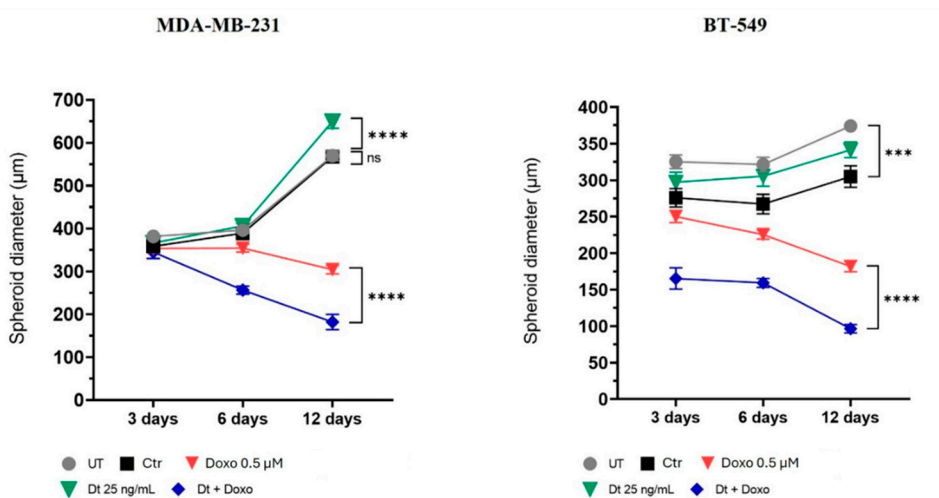 MDA-MB-231
Spheroid diameter (µm)
700
600
500
400
300
200
100
0
****
ns
****
3 days 6 days 12 days
UT Ctr Doxo 0.5 µM
Dt 25 ng/mL Dt + Doxo
BT-549
Spheroid diameter (µm)
400
350
300
250
200
150
100
50
0
***
****
3 days 6 days 12 days
UT Ctr Doxo 0.5 µM
Dt 25 ng/mL Dt + Doxo